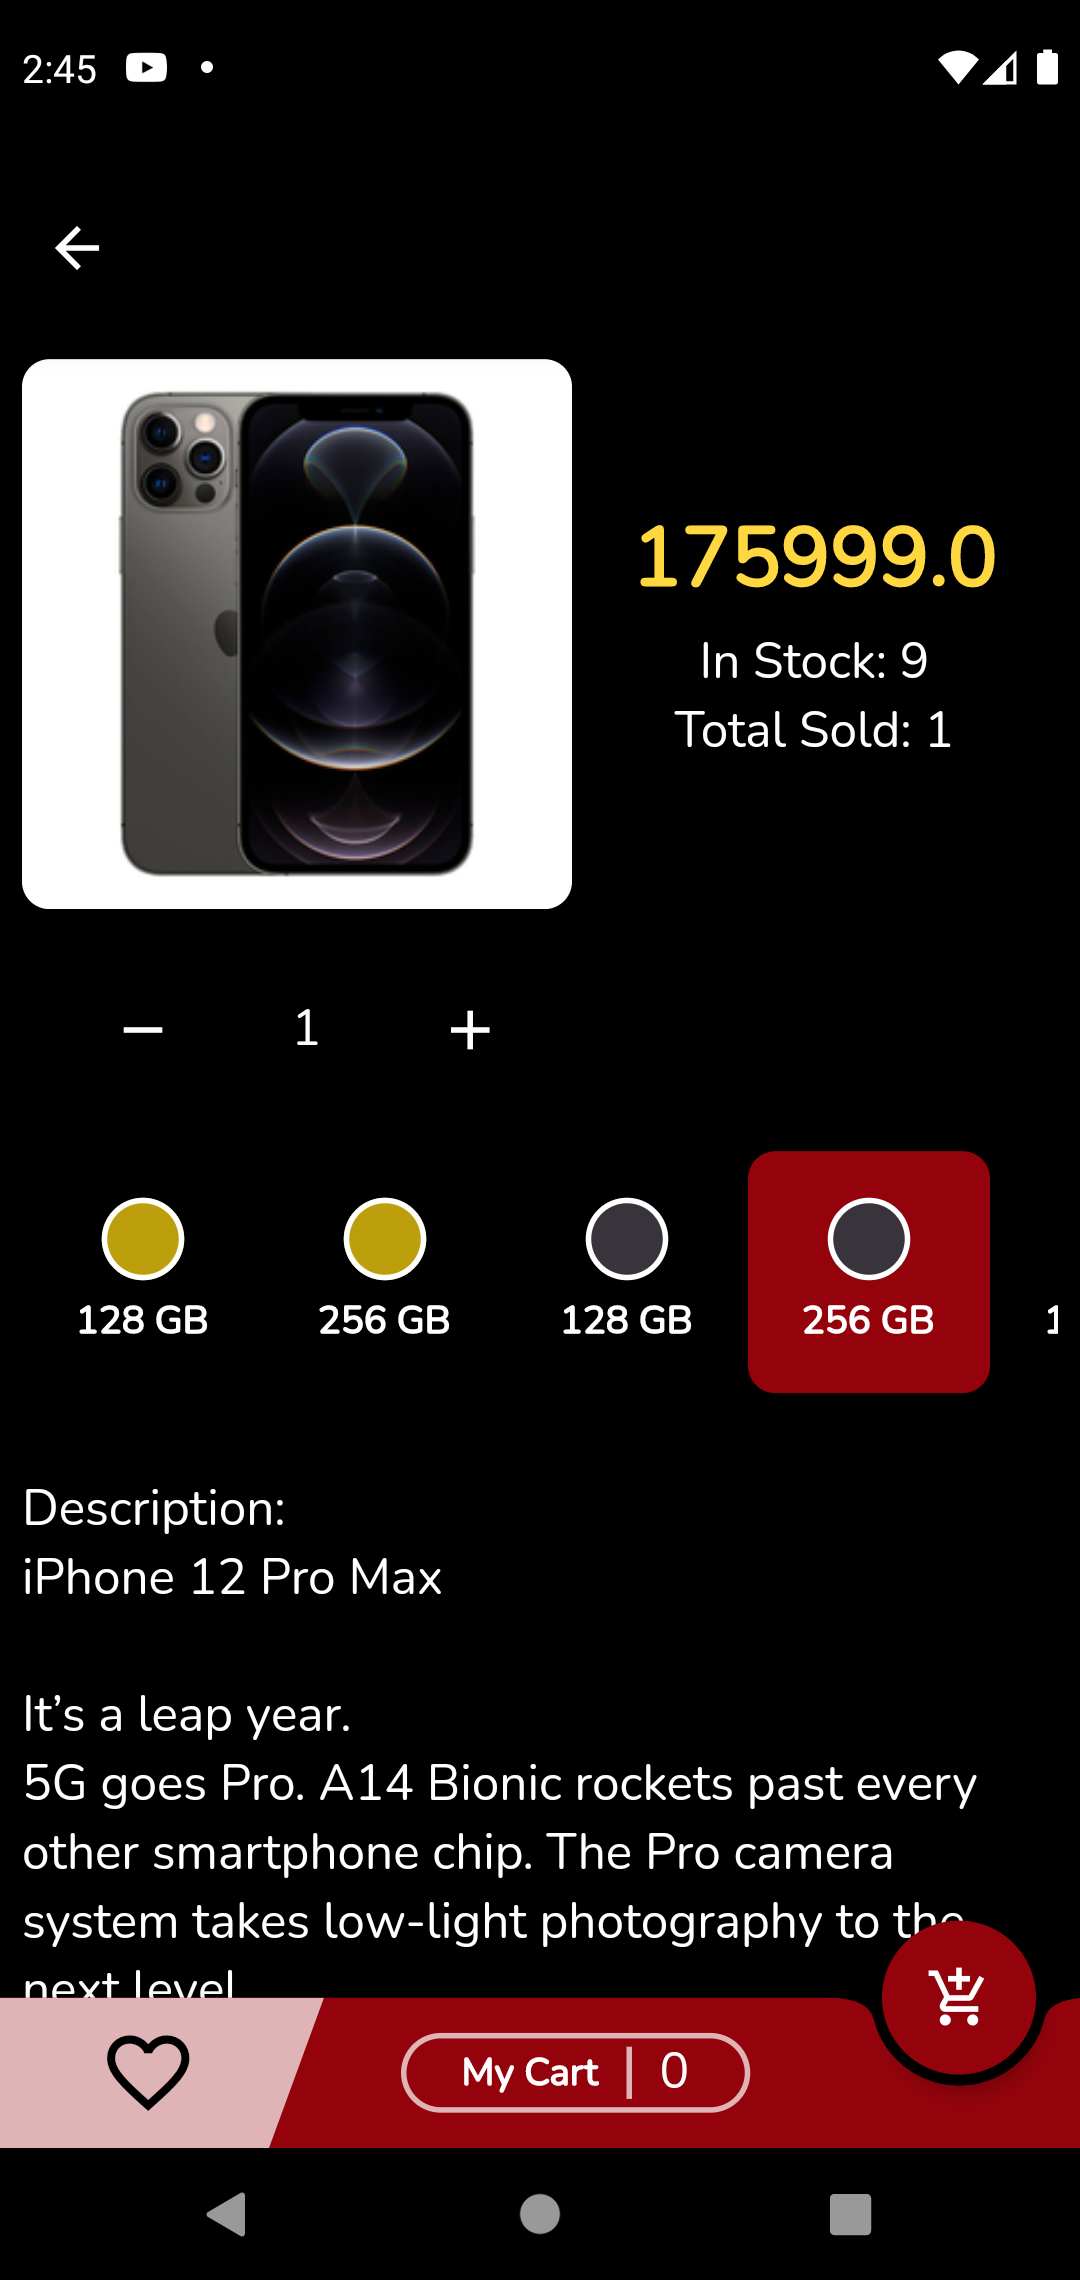 2:45
175999.0
In Stock: 9
Total Sold: 1
1
128 GB
256 GB
128 GB
256 GB
1
Description:
iPhone 12 Pro Max
It’s a leap year.
5G goes Pro. A14 Bionic rockets past every
other smartphone chip. The Pro camera
system takes low-light photography to the
next level
My Cart | 0